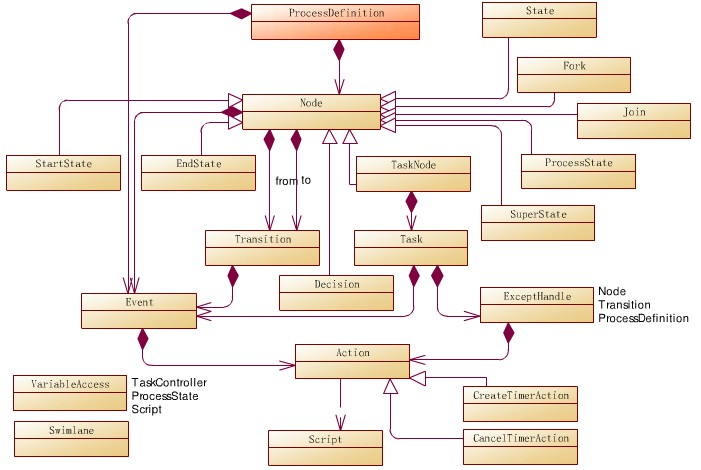 ProcessDefinition
State
Fork
Node
Join
StartState
EndState
TaskNode
ProcessState
from to
SuperState
Transition
Task
Decision
Event
ExceptHandle
Node
Transition
ProcessDefinition
Action
VariableAccess
TaskController
ProcessState
Script
CreateTimerAction
Swimlane
Script
CancelTimerAction